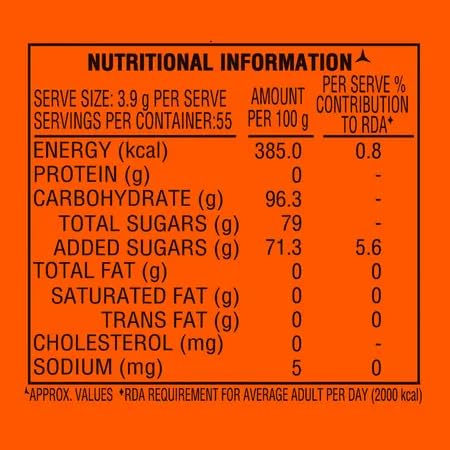 NUTRITIONAL INFORMATION⅄
SERVE SIZE: 3.9 g PER SERVE
SERVINGS PER CONTAINER:55
AMOUNT
PER 100 g
PER SERVE %
CONTRIBUTION
TO RDA♦
ENERGY (kcal) 385.0 0.8
PROTEIN (g) 0 -
CARBOHYDRATE (g) 96.3 -
TOTAL SUGARS (g) 79 -
ADDED SUGARS (g) 71.3 5.6
TOTAL FAT (g) 0 0
SATURATED FAT (g) 0 0
TRANS FAT (g) 0 0
CHOLESTEROL (mg) 0 -
SODIUM (mg) 5 0
⅄APPROX. VALUES ♦RDA REQUIREMENT FOR AVERAGE ADULT PER DAY (2000 kcal)